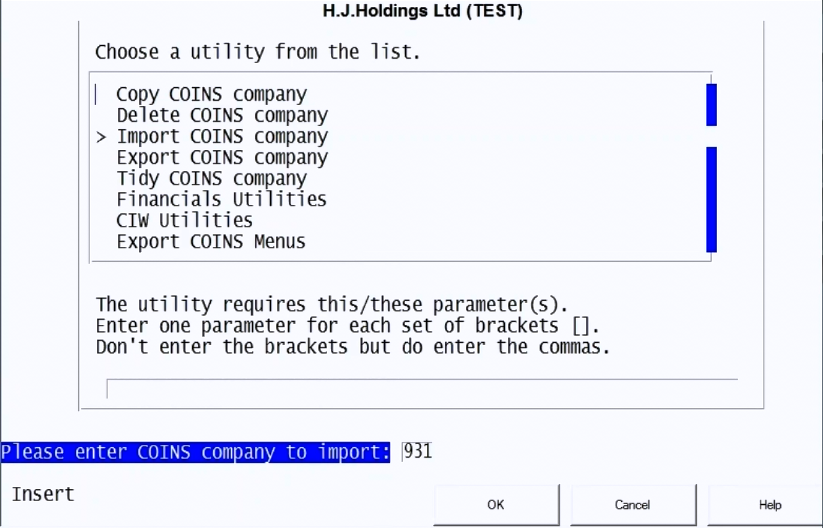 H.J.Holdings Ltd (TEST)
Choose a utility from the list.
Copy COINS company
Delete COINS company
> Import COINS company
Export COINS company
Tidy COINS company
Financials Utilities
CIW Utilities
Export COINS Menus
The utility requires this/these parameter(s).
Enter one parameter for each set of brackets [].
Don't enter the brackets but do enter the commas.
Please enter COINS company to import: 931
Insert
OK Cancel Help